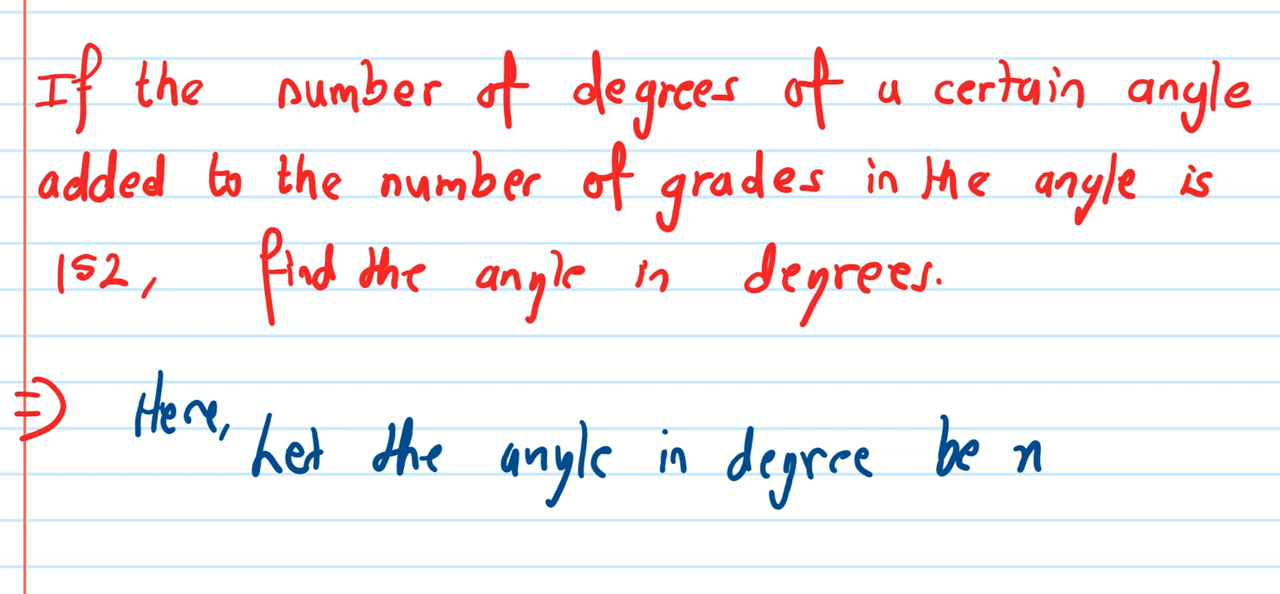 If the number of degrees of a certain angle
added to the number of grades in the angle is
152, find the angle in degrees.
⇒ Here,
Let the angle in degree be x